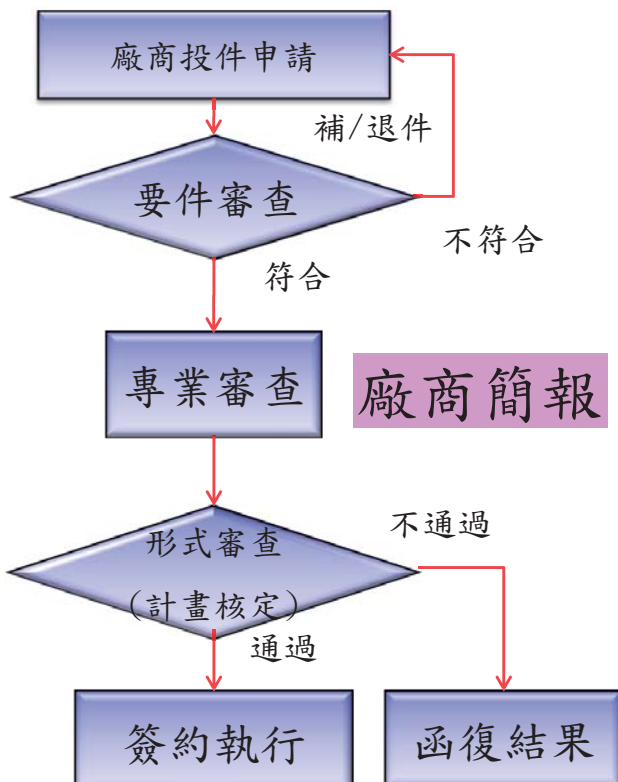 廠商投件申請
補/退件
要件審查
不符合
符合
專業審查
廠商簡報
不通過
形式審查
(計畫核定)
通過
簽約執行
函復結果